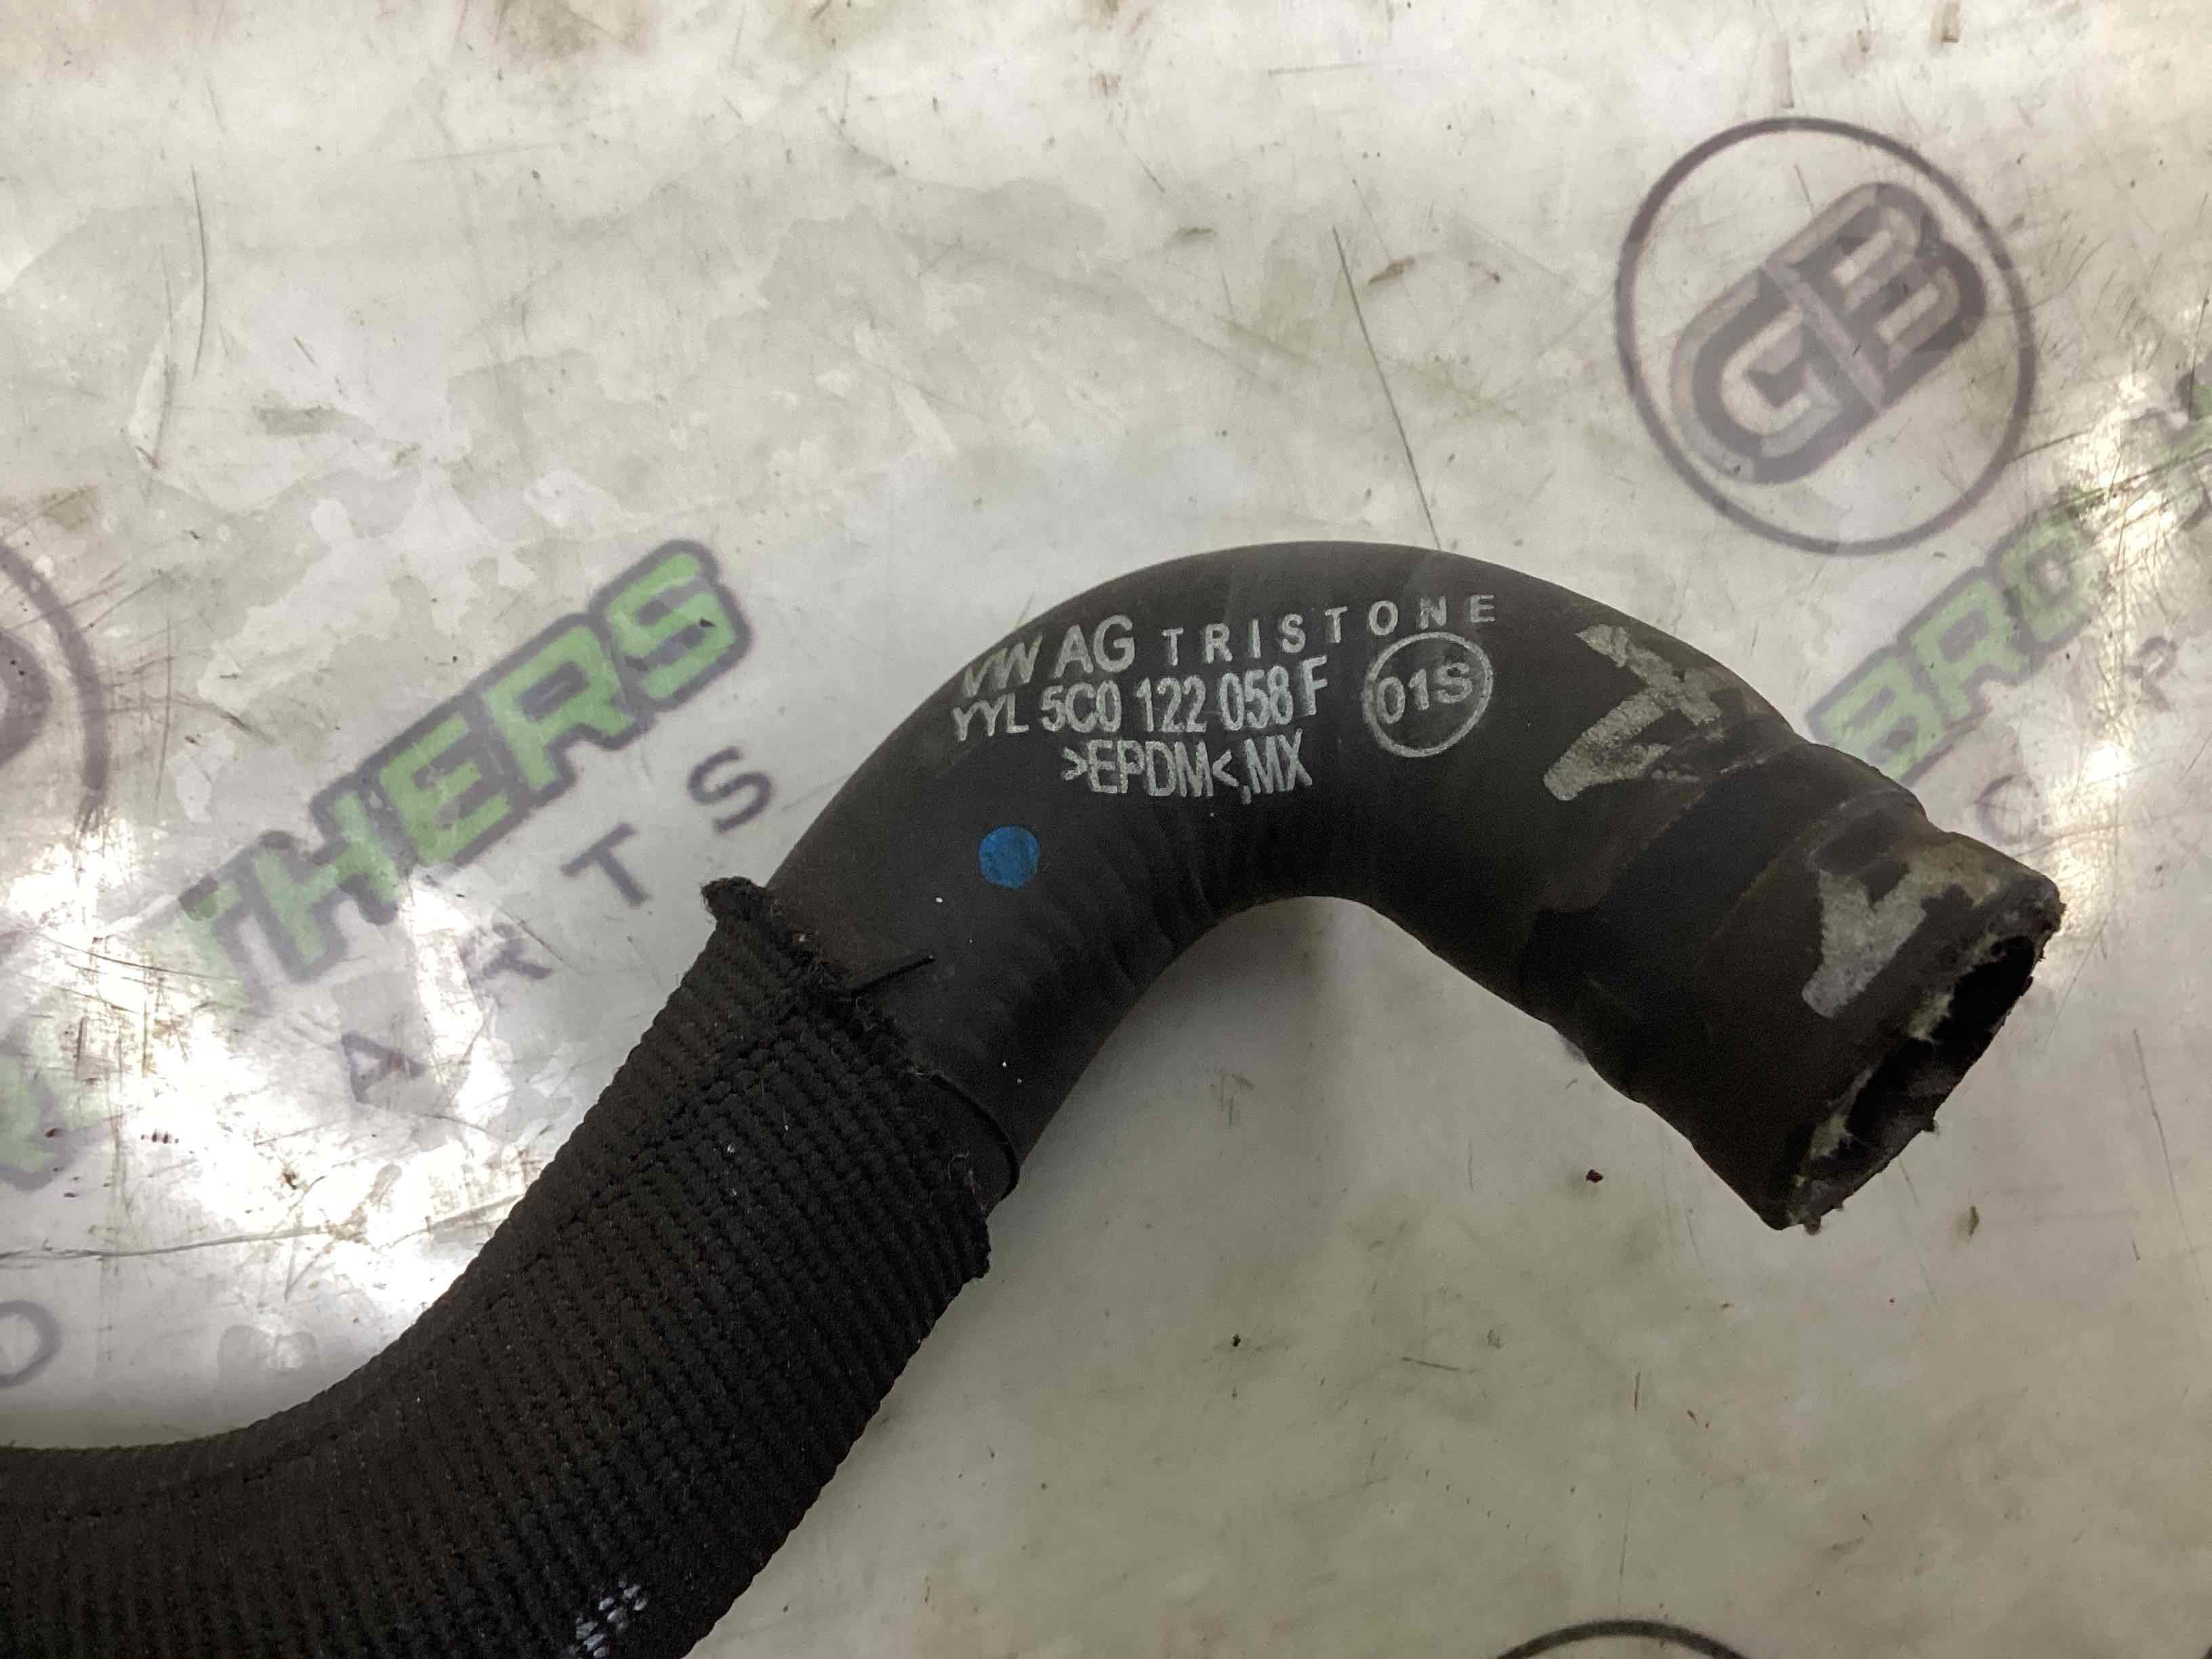 VW AG TRISTONE
YYL 5C0 122 058 F 01S
>EPDM<,MX
THERS
ARTS
GB
BRO